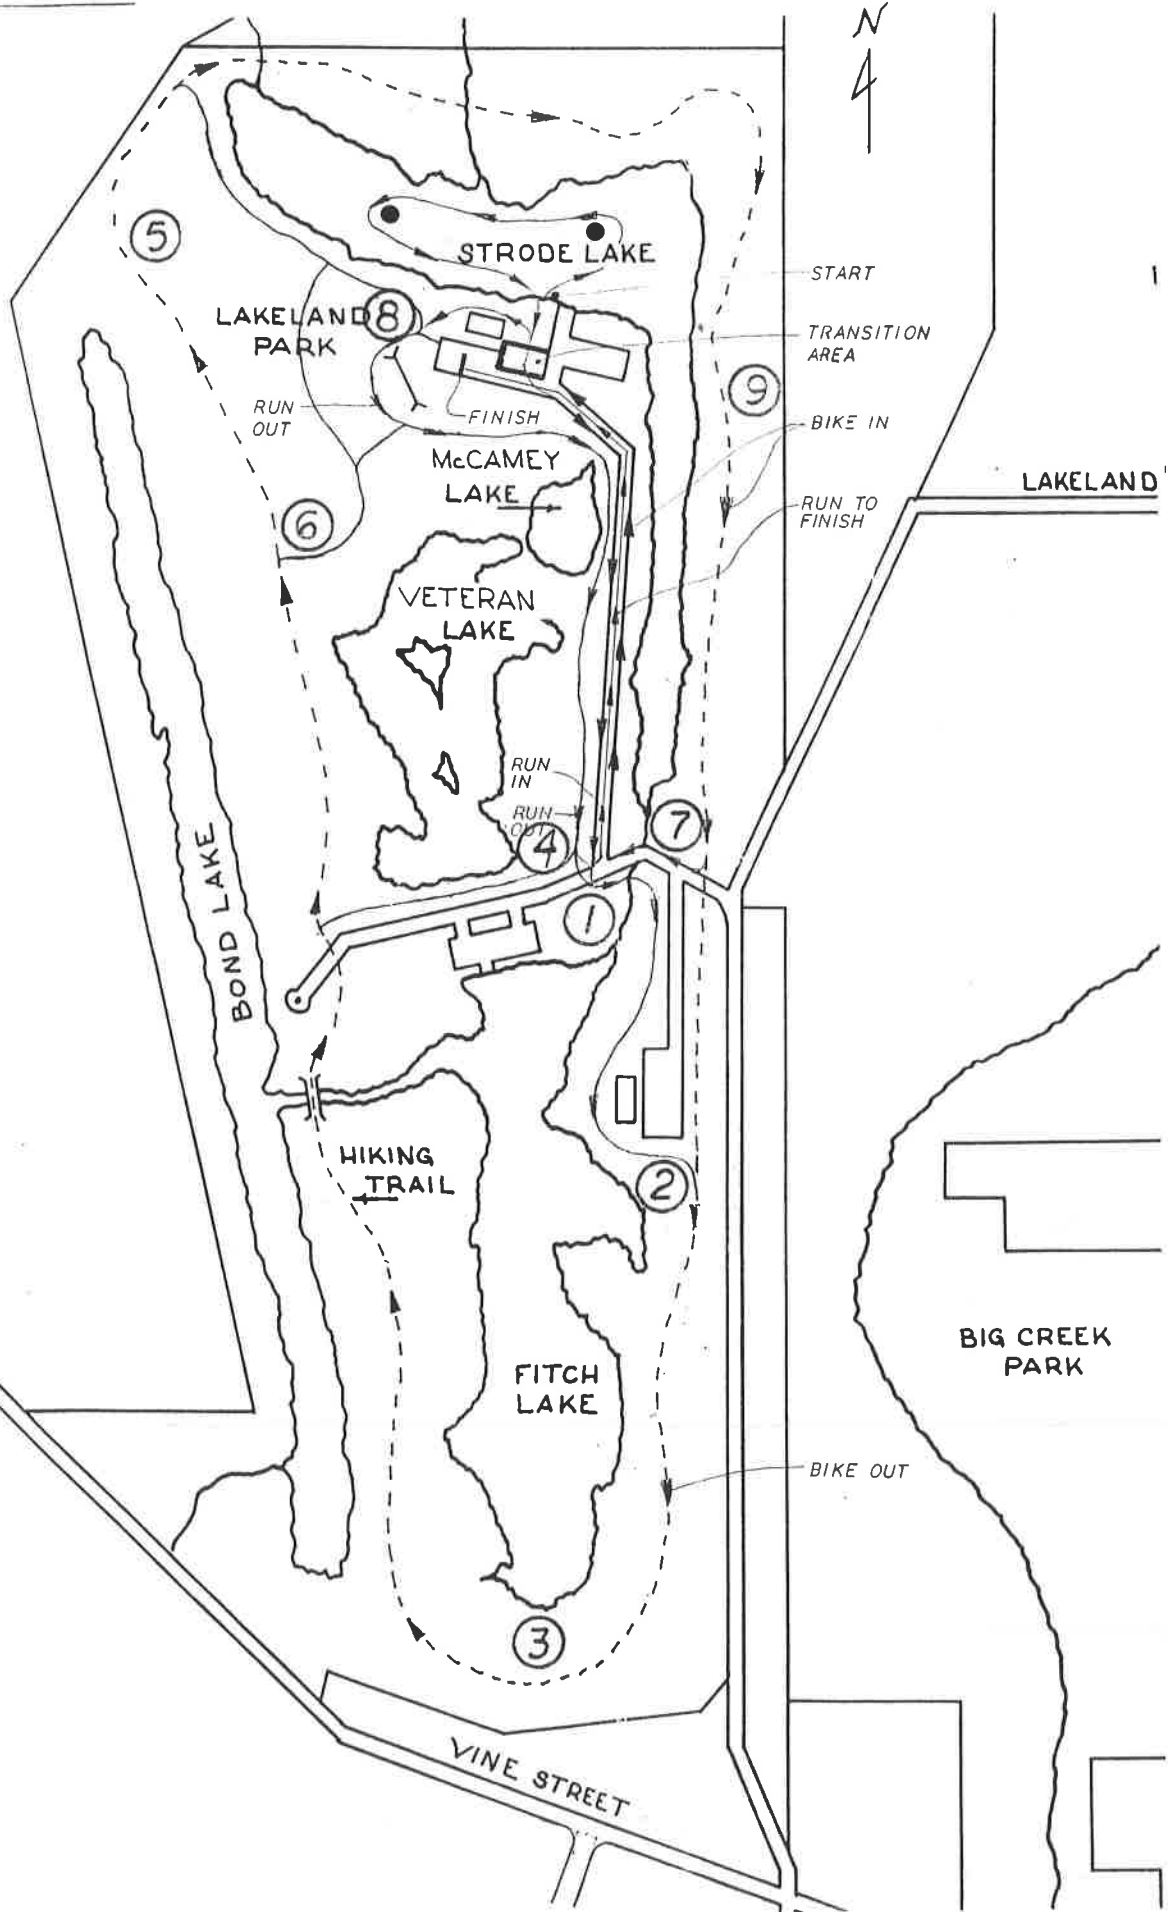 N
5
STRODE LAKE
START
LAKELAND
PARK
8
TRANSITION
AREA
9
RUN
OUT
FINISH
BIKE IN
McCAMEY
LAKE
LAKELAND
6
RUN TO
FINISH
VETERAN
LAKE
RUN
IN
RUN
OUT
7
4
BOND LAKE
1
HIKING
TRAIL
2
BIG CREEK
PARK
FITCH
LAKE
BIKE OUT
3
VINE STREET